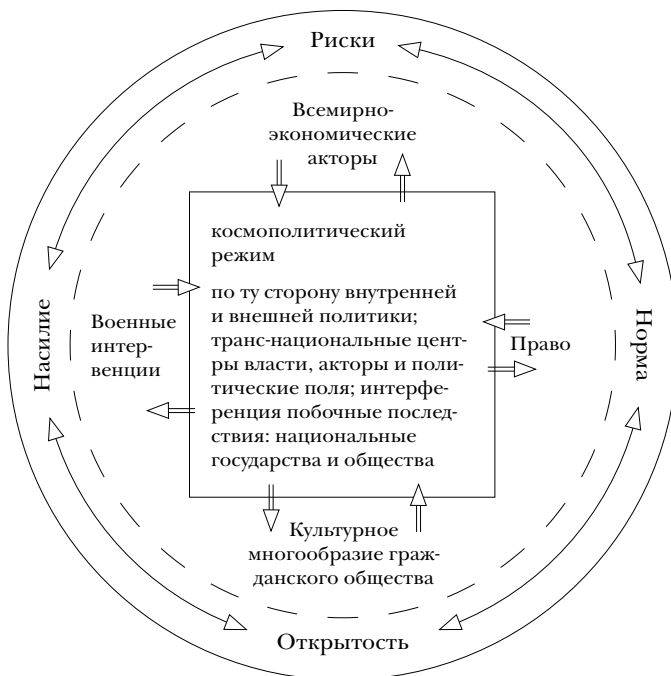 Риски
Всемирно-
экономические
акторы
космополитический
режим
по ту сторону внутренней
и внешней политики;
транс-национальные цент-
ры власти, акторы и поли-
тические поля; интерфе-
ренция побочные послед-
ствия: национальные
государства и общества
Насилие
Военные
интер-
венции
Право
Норма
Культурное
многообразие граж-
данского общества
Открытость